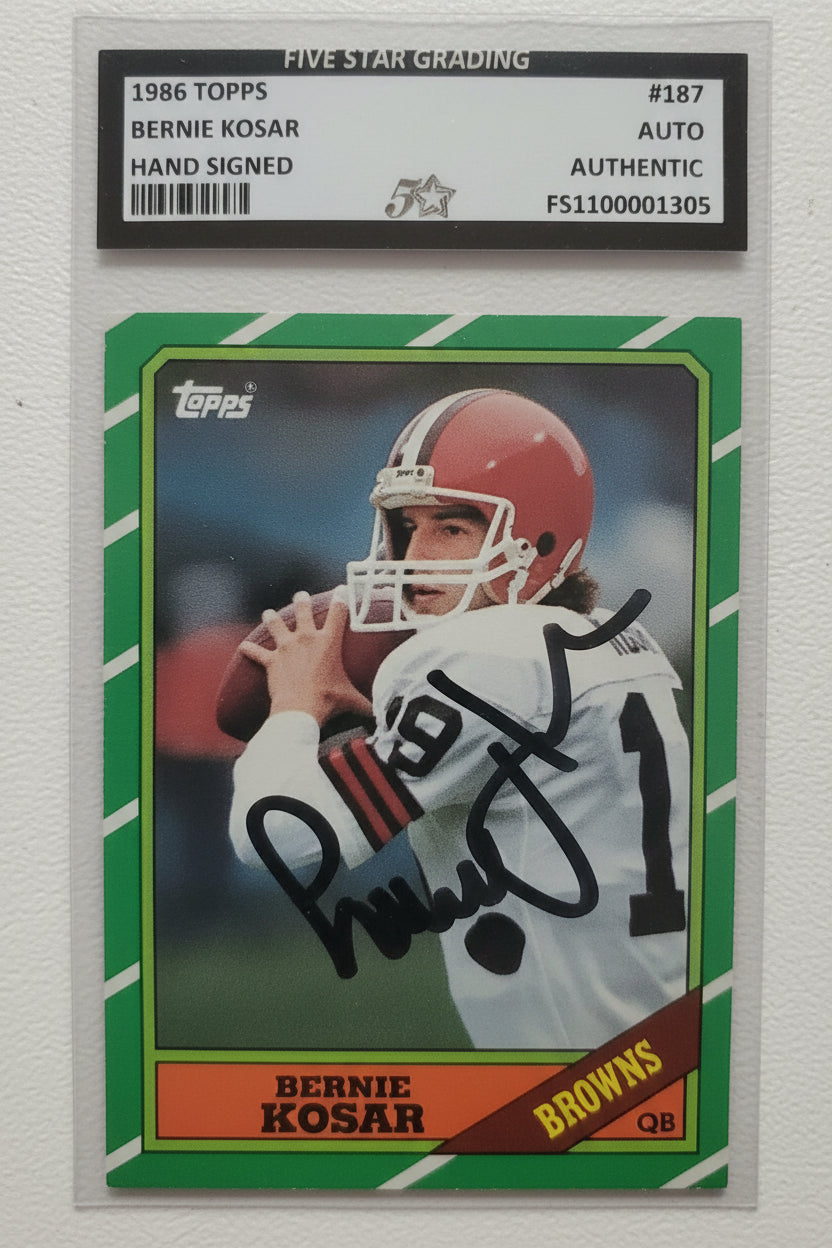 FIVE STAR GRADING
1986 TOPPS #187
BERNIE KOSAR AUTO
HAND SIGNED AUTHENTIC
5
FS1100001305
topps
19
1
BERNIE
KOSAR
BROWNS
QB